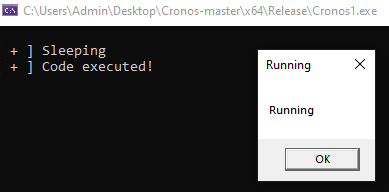 C:\Users\Admin\Desktop\Cronos-master\x64\Release\Cronos1.exe
+ ] Sleeping
+ ] Code executed!
Running
Running
OK